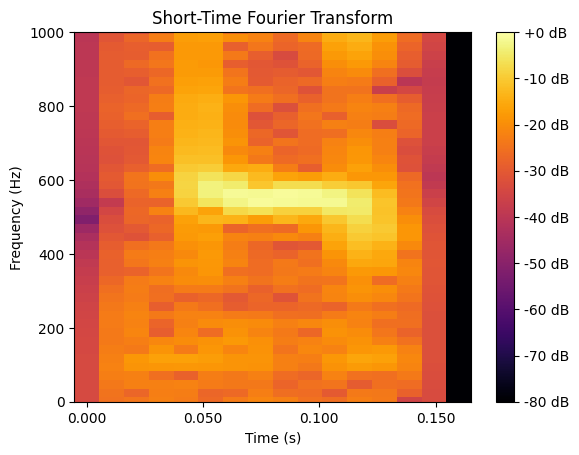 Short-Time Fourier Transform
1000
800
600
400
200
0
Frequency (Hz)
0.000
0.050
0.100
0.150
Time (s)
+0 dB
-10 dB
-20 dB
-30 dB
-40 dB
-50 dB
-60 dB
-70 dB
-80 dB